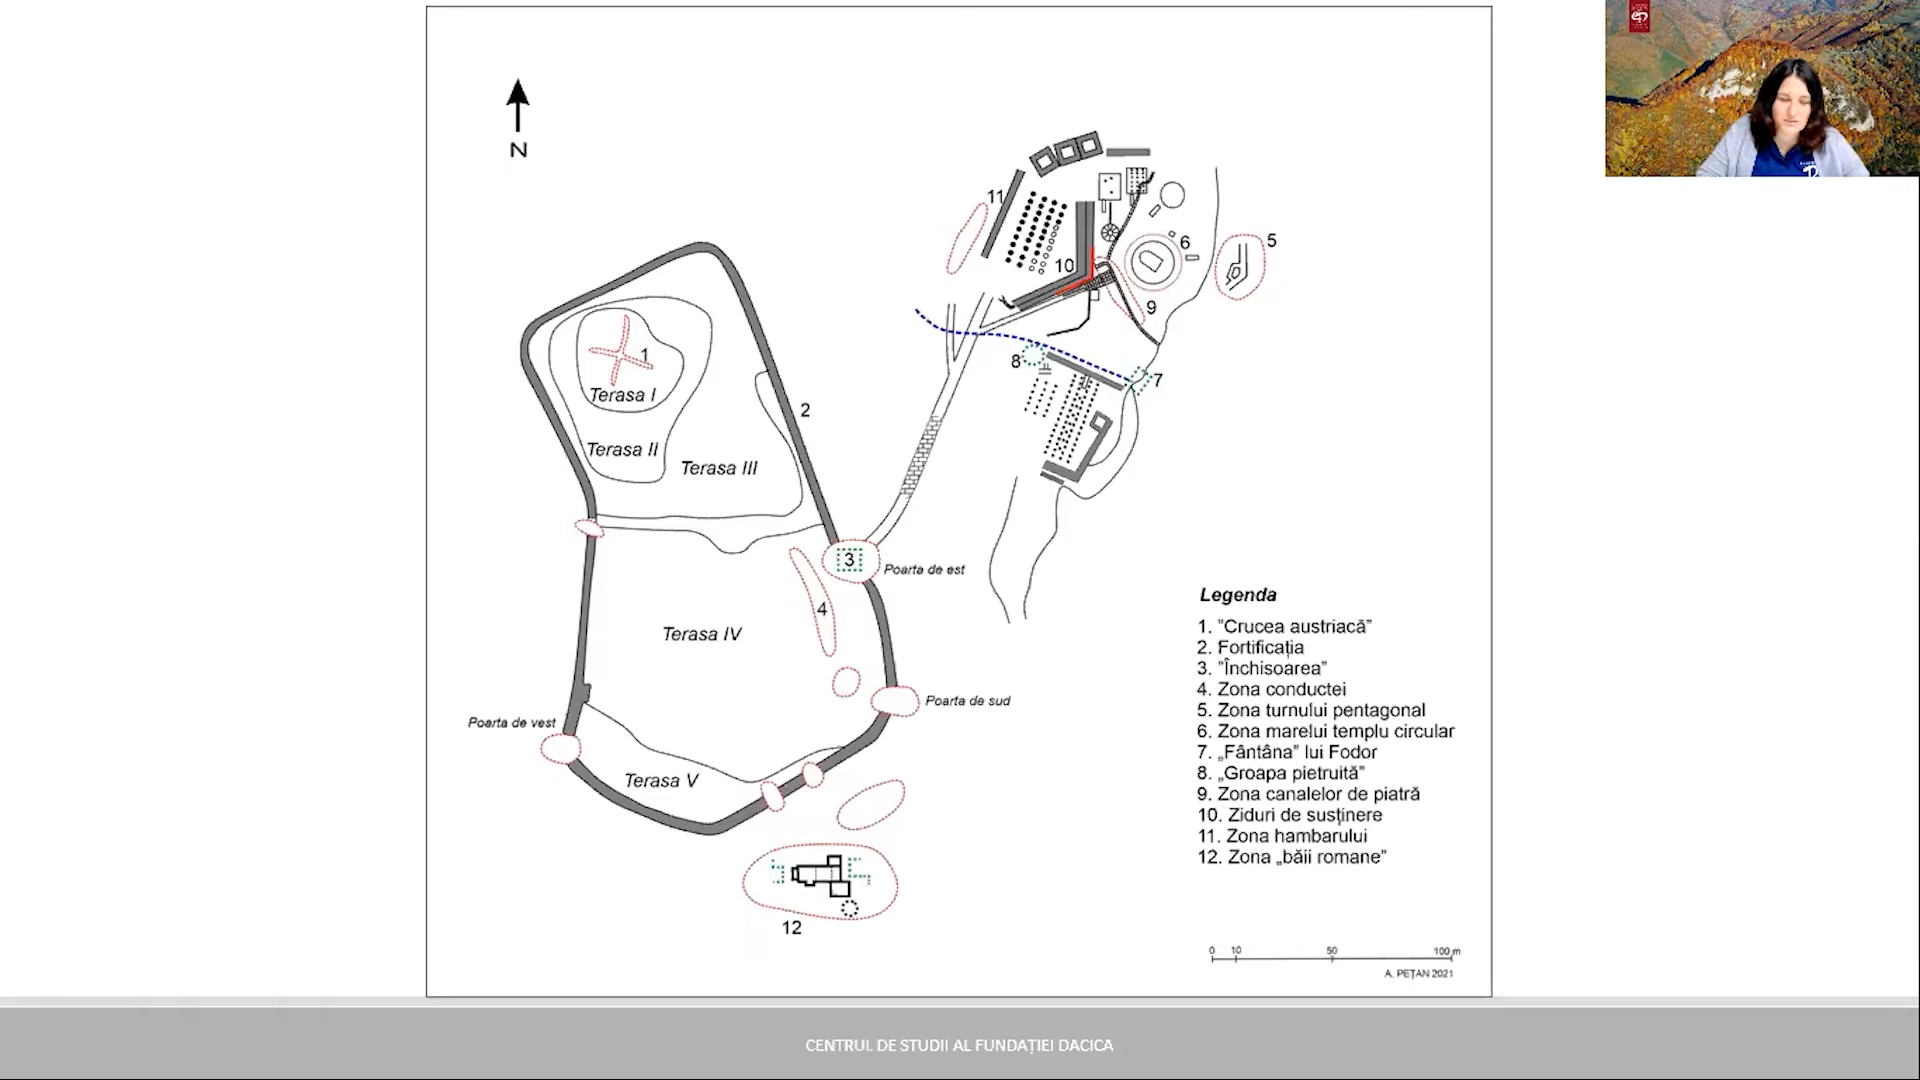 N
11
5
6
10
9
8
7
1
Terasa I
2
Terasa II
Terasa III
3
Poarta de est
4
Terasa IV
Poarta de sud
Poarta de vest
Terasa V
12
Legenda
1. ”Crucea austriacă”
2. Fortificația
3. ”Închisoarea”
4. Zona conductei
5. Zona turnului pentagonal
6. Zona marelui templu circular
7. „Fântâna” lui Fodor
8. „Groapa pietruită”
9. Zona canalelor de piatră
10. Ziduri de susținere
11. Zona hambarului
12. Zona „băii romane”
0 10 50 100 m
A. PEȚAN 2021
CENTRUL DE STUDII AL FUNDAȚIEI DACICA